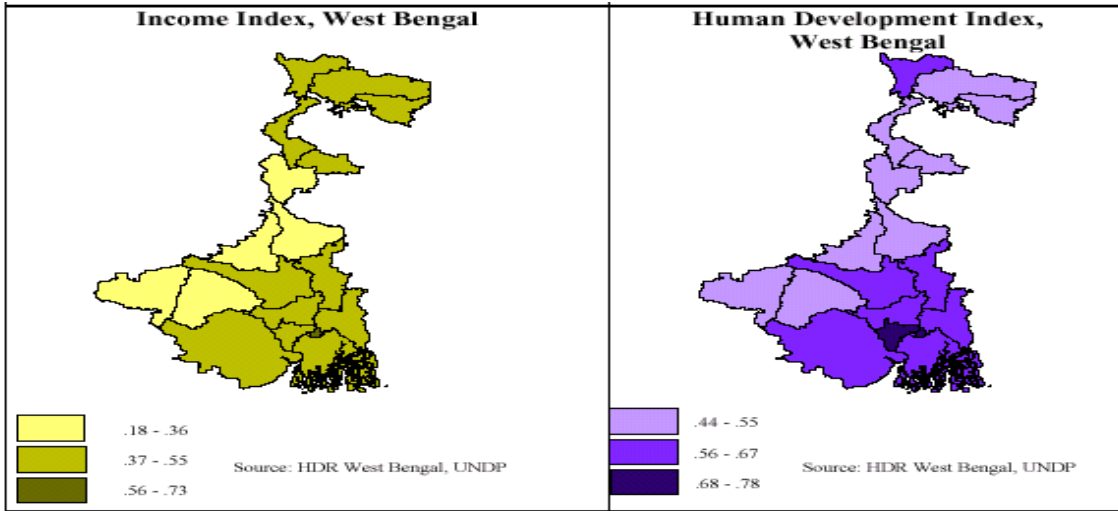 Income Index, West Bengal
.18 - .36
.37 - .55
.56 - .73
Source: HDR West Bengal, UNDP
Human Development Index,
West Bengal
.44 - .55
.56 - .67
.68 - .78
Source: HDR West Bengal, UNDP